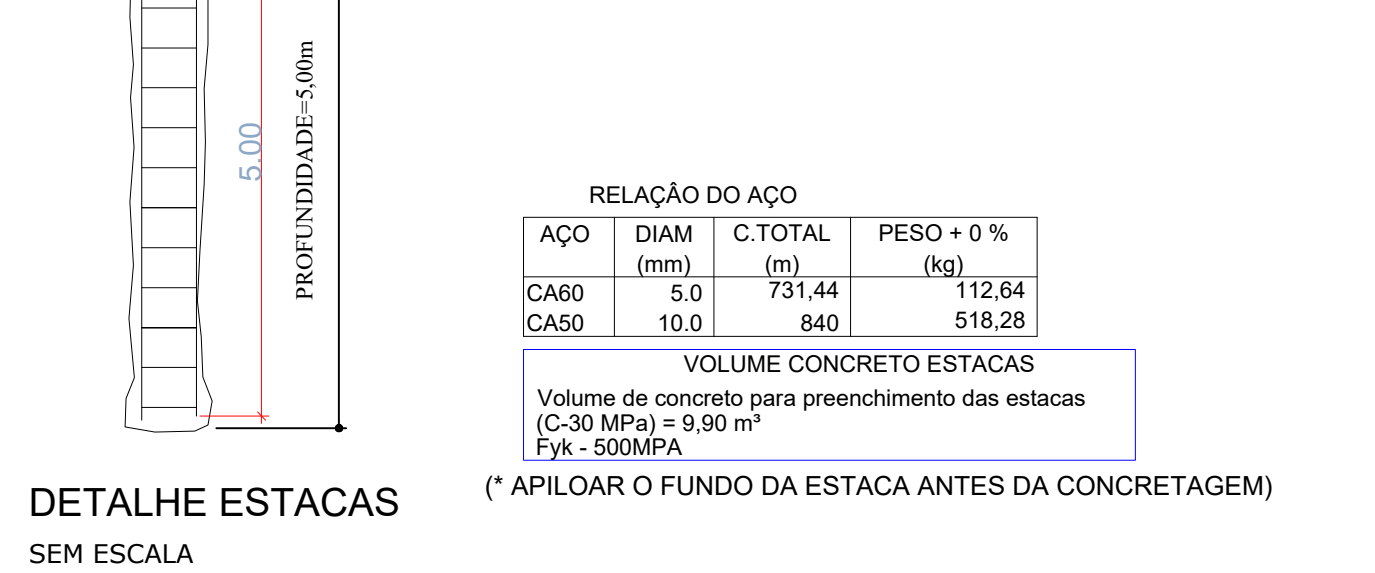 5.00
PROFUNDIDADE=5,00m
RELAÇÂO DO AÇO
AÇO DIAM C.TOTAL PESO + 0 %
(mm) (m) (kg)
CA60 5.0 731,44 112,64
CA50 10.0 840 518,28
VOLUME CONCRETO ESTACAS
Volume de concreto para preenchimento das estacas
(C-30 MPa) = 9,90 m³
Fyk - 500MPA
(* APILOAR O FUNDO DA ESTACA ANTES DA CONCRETAGEM)
DETALHE ESTACAS
SEM ESCALA